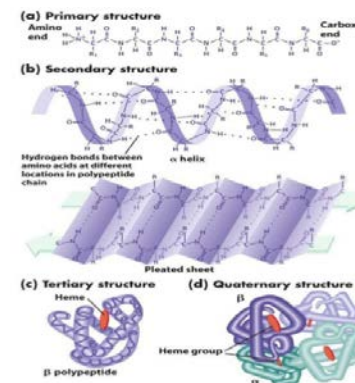 (a) Primary structure
Amino end
Carbox end
(b) Secondary structure
Hydrogen bonds between
amino acids at different
locations in polypeptide
chain
α helix
Pleated sheet
(c) Tertiary structure
Heme
β polypeptide
(d) Quaternary structure
β
Heme group
α